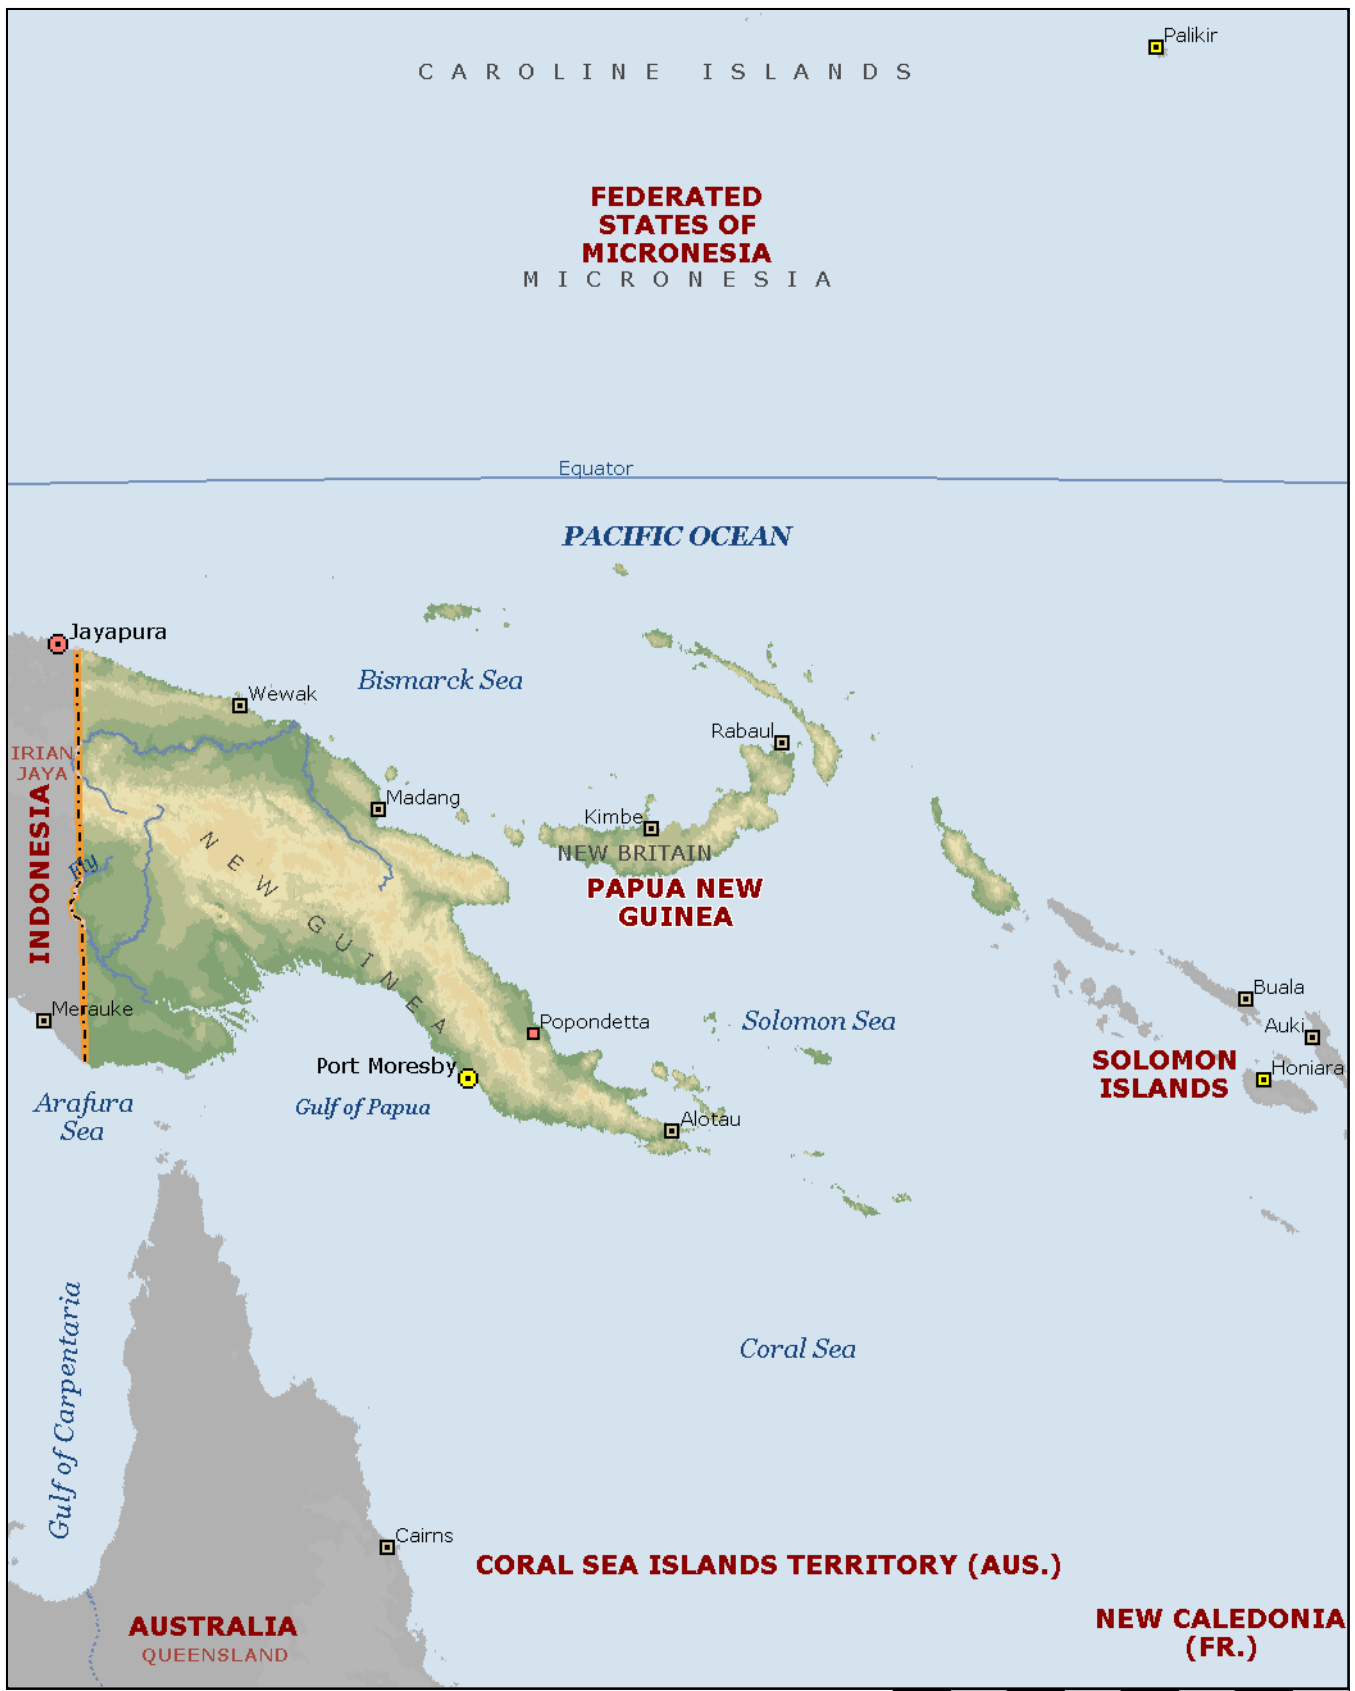 Palikir
CAROLINE ISLANDS
FEDERATED
STATES OF
MICRONESIA
MICRONESIA
Equator
PACIFIC OCEAN
Jayapura
Bismarck Sea
Wewak
Rabaul
IRIAN
JAYA
INDONESIA
Madang
Kimbe
NEW BRITAIN
NEW GUINEA
Fly
PAPUA NEW
GUINEA
Buala
Merauke
Popondetta
Solomon Sea
Auki
Port Moresby
SOLOMON
ISLANDS
Honiara
Arafura
Sea
Gulf of Papua
Alotau
Gulf of Carpentaria
Coral Sea
Cairns
CORAL SEA ISLANDS TERRITORY (AUS.)
AUSTRALIA
QUEENSLAND
NEW CALEDONIA
(FR.)